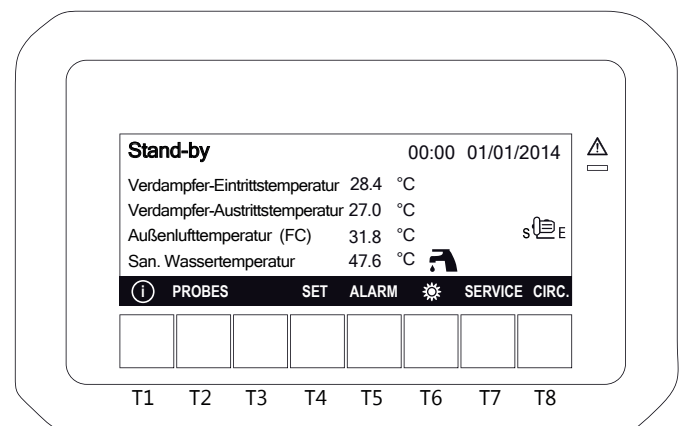 Stand-by 00:00 01/01/2014
Verdampfer-Eintrittstemperatur 28.4 °C
Verdampfer-Austrittstemperatur 27.0 °C
Außenlufttemperatur (FC) 31.8 °C
S E
San. Wassertemperatur 47.6 °C
i PROBES SET ALARM SERVICE CIRC.
T1 T2 T3 T4 T5 T6 T7 T8